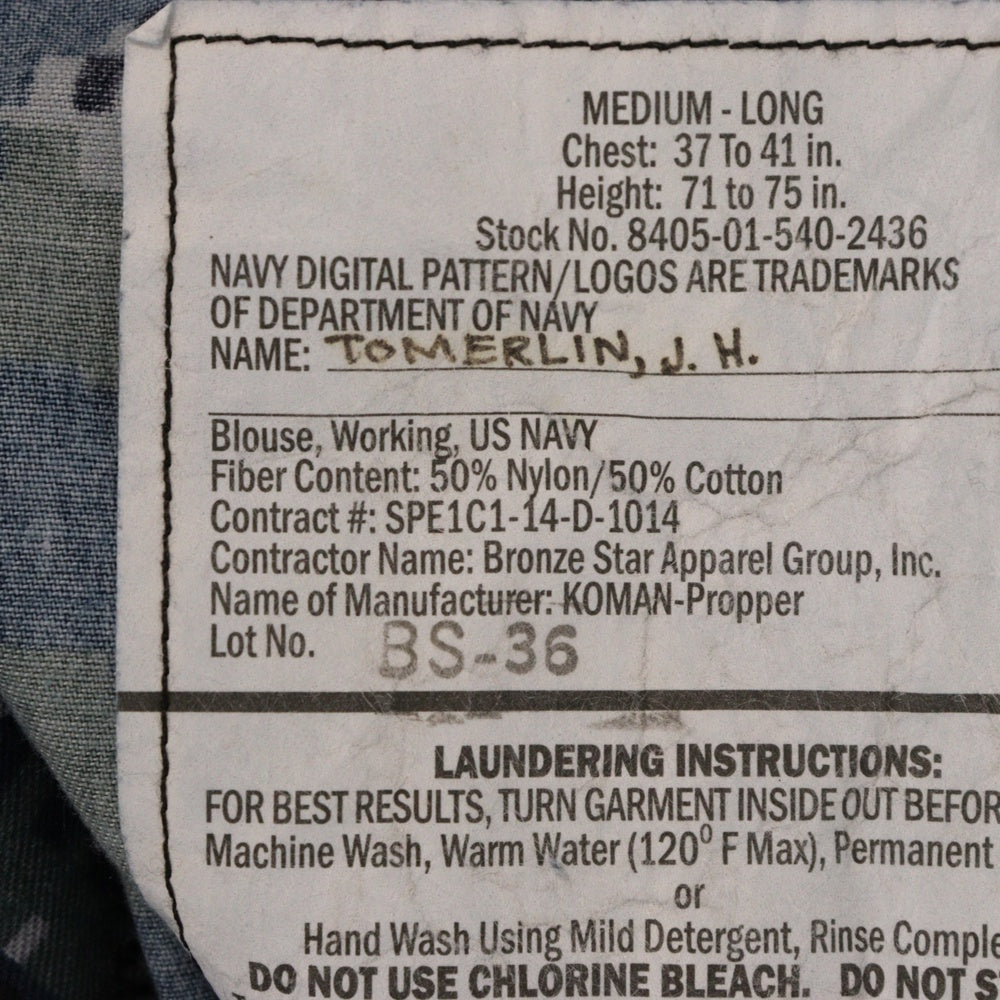 MEDIUM - LONG
Chest: 37 To 41 in.
Height: 71 to 75 in.
Stock No. 8405-01-540-2436
NAVY DIGITAL PATTERN/LOGOS ARE TRADEMARKS
OF DEPARTMENT OF NAVY
NAME: TOMERLIN, J. H.
Blouse, Working, US NAVY
Fiber Content: 50% Nylon/50% Cotton
Contract #: SPE1C1-14-D-1014
Contractor Name: Bronze Star Apparel Group, Inc.
Name of Manufacturer: KOMAN-Propper
Lot No. BS-36
LAUNDERING INSTRUCTIONS:
FOR BEST RESULTS, TURN GARMENT INSIDE OUT BEFOR
Machine Wash, Warm Water (120⁰ F Max), Permanent
or
Hand Wash Using Mild Detergent, Rinse Comple
DO NOT USE CHLORINE BLEACH. DO NOT S